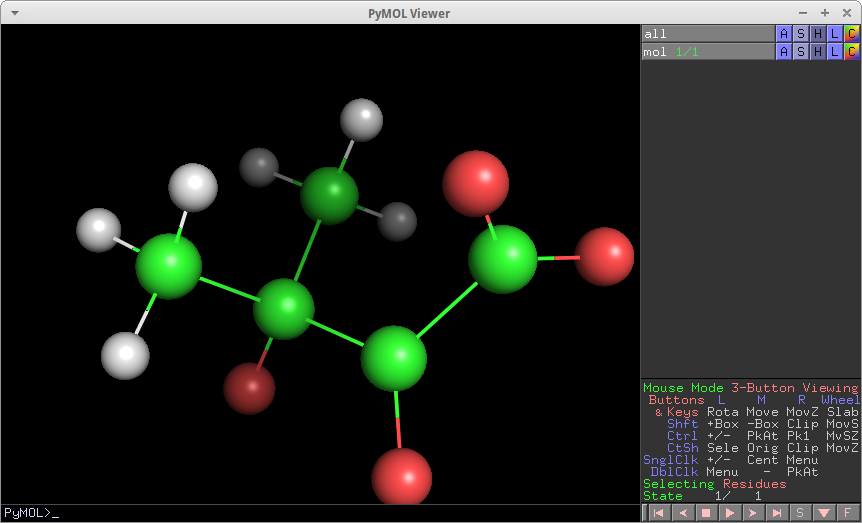 PyMOL Viewer
all A S H L C
mol 1/1 A S H L C
Mouse Mode 3-Button Viewing
Buttons L M R Wheel
& Keys Rota Move MovZ Slab
Shft +Box -Box Clip MovS
Ctrl +/- PkAt Pk1 MvSZ
CtSh Sele Orig Clip MovZ
SnglClk +/- Cent Menu
DblClk Menu - PkAt
Selecting Residues
State 1/ 1
PyMOL>_ S F